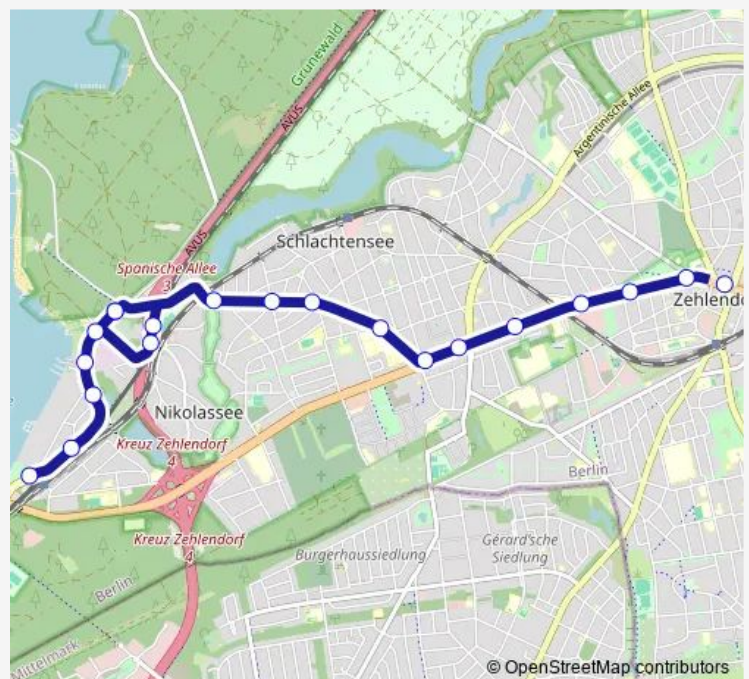 Grunewald
AVUS
Argentinische Allee
AVUS
Schlachtensee
Spanische Allee
3
Zehlendo
Nikolassee
Kreuz Zehlendorf
4
Berlin
Kreuz Zehlendorf
4
Burgerhaussiedlung
Gérard'sche
Siedlung
Berlin
Mittelmark
© OpenStreetMap contributors